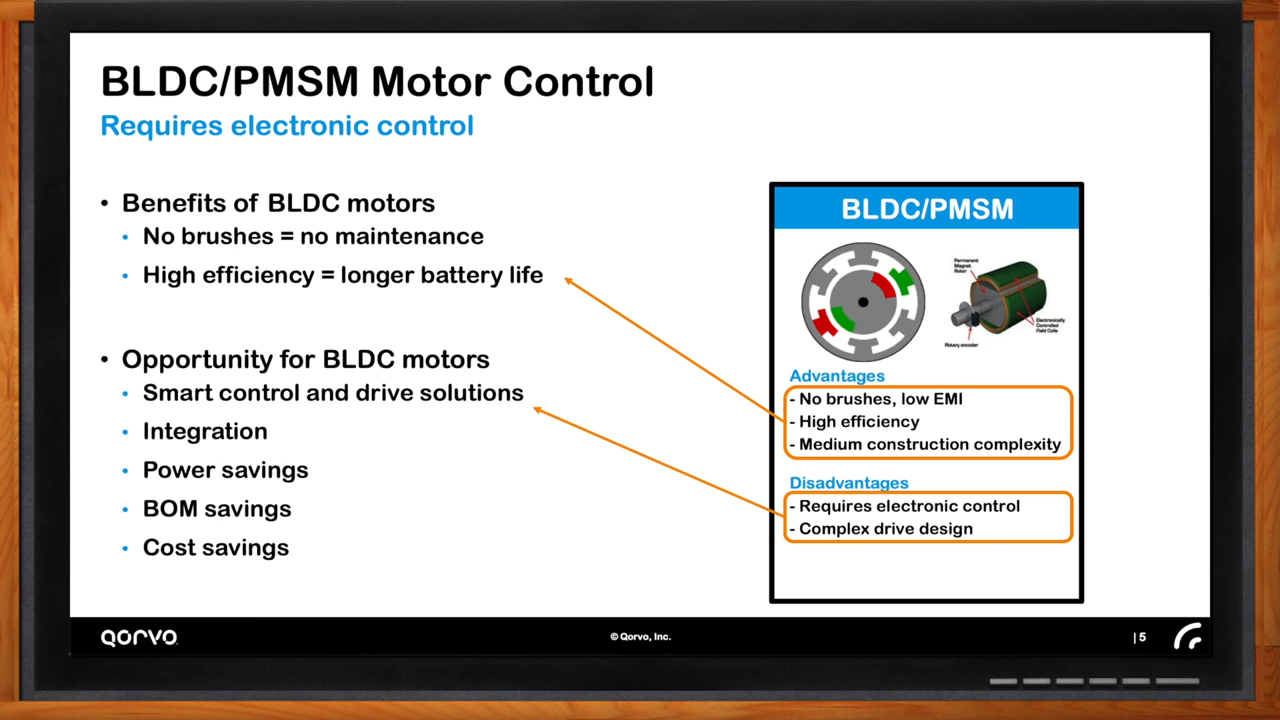 BLDC/PMSM Motor Control
Requires electronic control
• Benefits of BLDC motors
• No brushes = no maintenance
• High efficiency = longer battery life
• Opportunity for BLDC motors
• Smart control and drive solutions
• Integration
• Power savings
• BOM savings
• Cost savings
BLDC/PMSM
Permanent
Magnet
Rotor
Electronically
Controlled
Field Coils
Rotary encoder
Advantages
- No brushes, low EMI
- High efficiency
- Medium construction complexity
Disadvantages
- Requires electronic control
- Complex drive design
QORVO
© Qorvo, Inc.
| 5